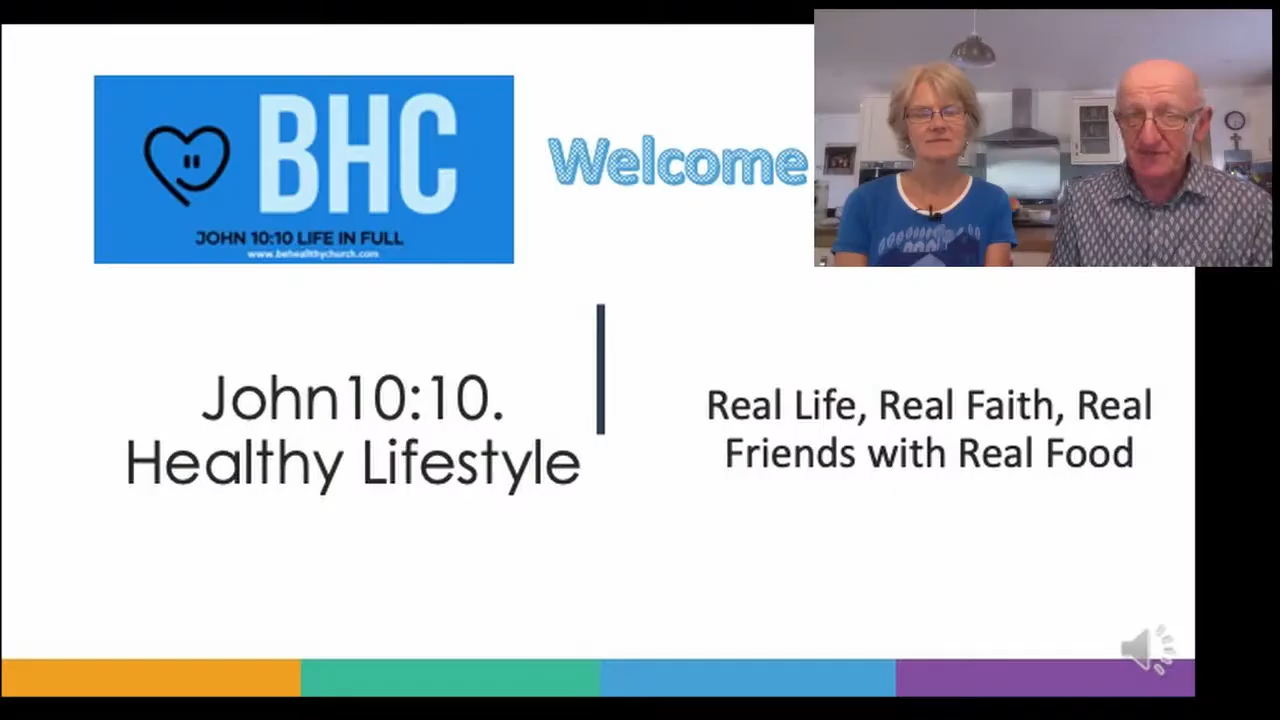 BHC
JOHN 10:10 LIFE IN FULL
www.behealthychurch.com
Welcome
John10:10.
Healthy Lifestyle
Real Life, Real Faith, Real
Friends with Real Food